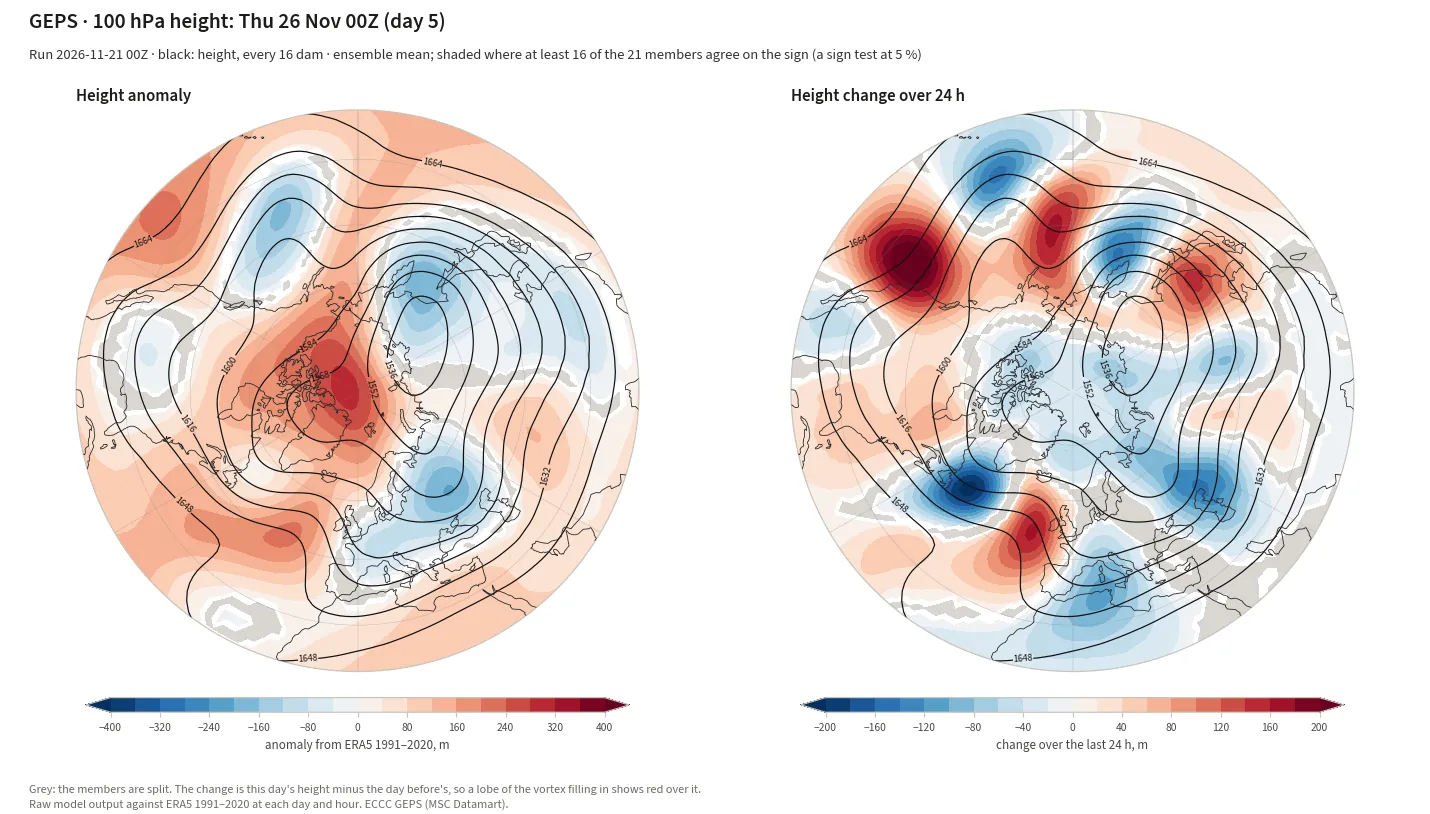 GEPS · 100 hPa height: Thu 26 Nov 00Z (day 5)
Run 2026-11-21 00Z · black: height, every 16 dam · ensemble mean; shaded where at least 16 of the 21 members agree on the sign (a sign test at 5 %)
Height anomaly
1664
1664
1584
1568
1536
1552
1600
1616
1632
1648
1648
−400 −320 −240 −160 −80 0 80 160 240 320 400
anomaly from ERA5 1991–2020, m
Height change over 24 h
1664
1664
1584
1568
1536
1552
1600
1616
1632
1648
1648
−200 −160 −120 −80 −40 0 40 80 120 160 200
change over the last 24 h, m
Grey: the members are split. The change is this day's height minus the day before's, so a lobe of the vortex filling in shows red over it.
Raw model output against ERA5 1991–2020 at each day and hour. ECCC GEPS (MSC Datamart).